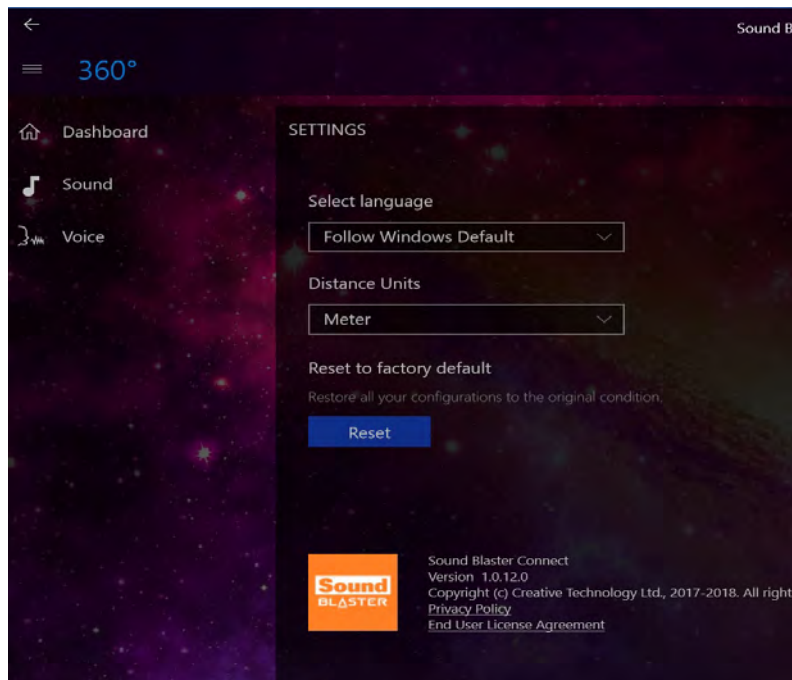 Sound B
360°
Dashboard
Sound
Voice
SETTINGS
Select language
Follow Windows Default
Distance Units
Meter
Reset to factory default
Restore all your configurations to the original condition.
Reset
Sound
BLASTER
Sound Blaster Connect
Version 1.0.12.0
Copyright (c) Creative Technology Ltd., 2017-2018. All right
Privacy Policy
End User License Agreement